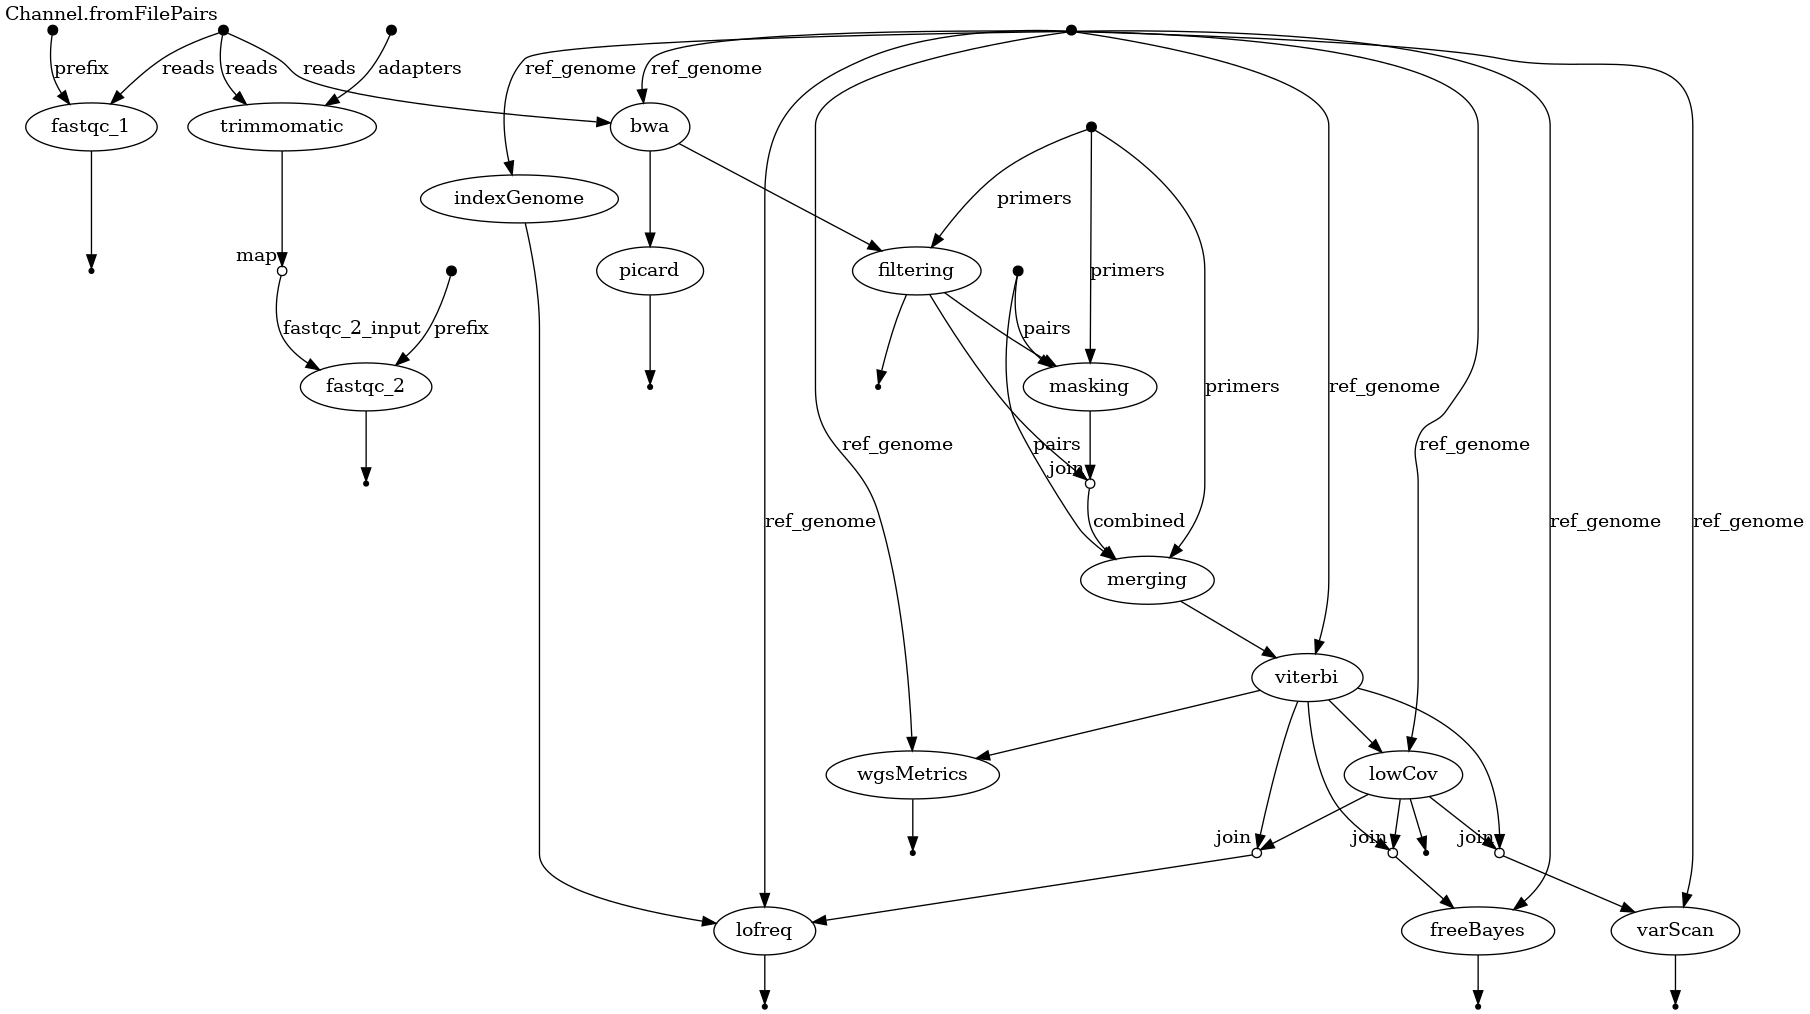 Channel.fromFilePairs
prefix
reads
reads
reads
adapters
ref_genome
ref_genome
fastqc_1
trimmomatic
bwa
indexGenome
primers
map
picard
filtering
primers
fastqc_2_input
prefix
pairs
fastqc_2
masking
primers
ref_genome
ref_genome
pairs
ref_genome
join
ref_genome
combined
ref_genome
ref_genome
merging
viterbi
wgsMetrics
lowCov
join
join
join
lofreq
freeBayes
varScan